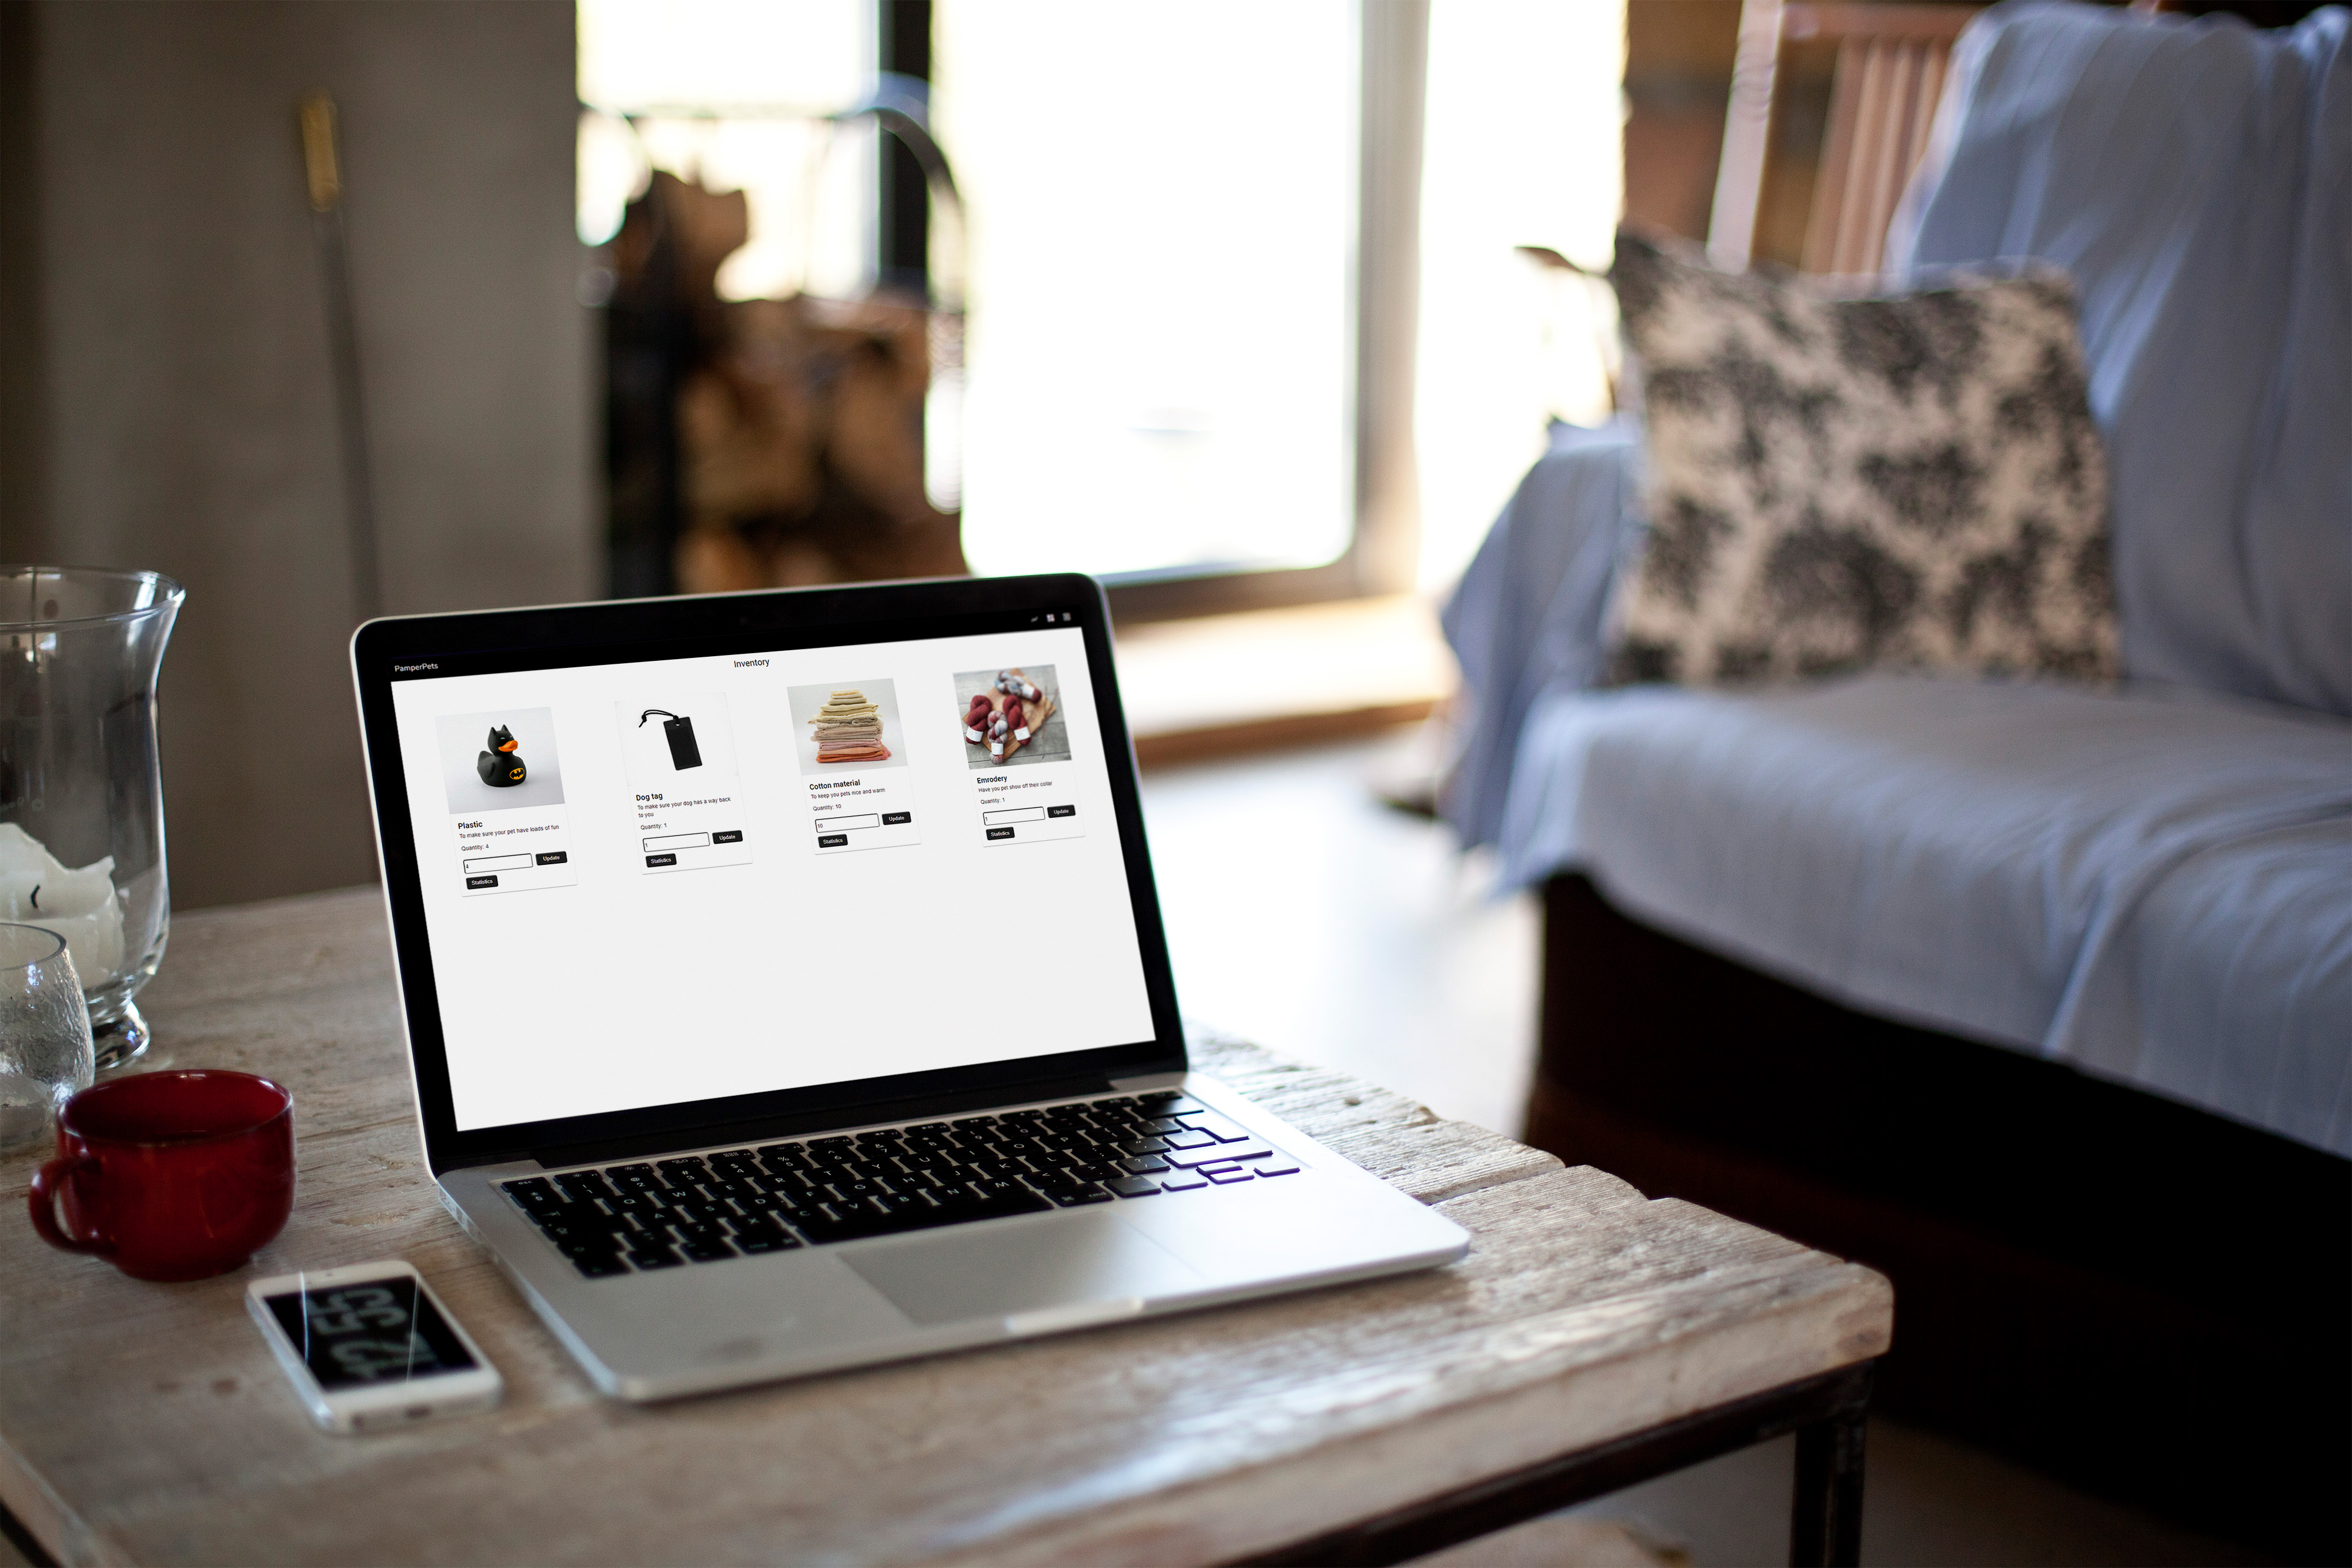 PamperPets
Inventory
Plastic
To make sure your pet have loads of fun
Quantity: 4
4
Update
Statistics
Dog tag
To make sure your dog has a way back
to you
Quantity: 1
1
Update
Statistics
Cotton material
To keep you pets nice and warm
Quantity: 10
10
Update
Statistics
Emrodery
Have you pet show off their collar
Quantity: 1
1
Update
Statistics
12:55